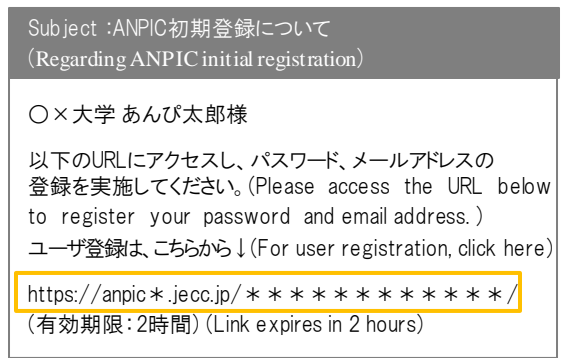 Subject :ANPIC初期登録について
(Regarding ANPIC initial registration)
○×大学 あんぴ太郎様
以下のURLにアクセスし、パスワード、メールアドレスの
登録を実施してください。(Please access the URL below
to register your password and email address. )
ユーザ登録は、こちらから↓(For user registration, click here)
https://anpic*.jecc.jp/* * * * * * * * * * * */
(有効期限：2時間) (Link expires in 2 hours)